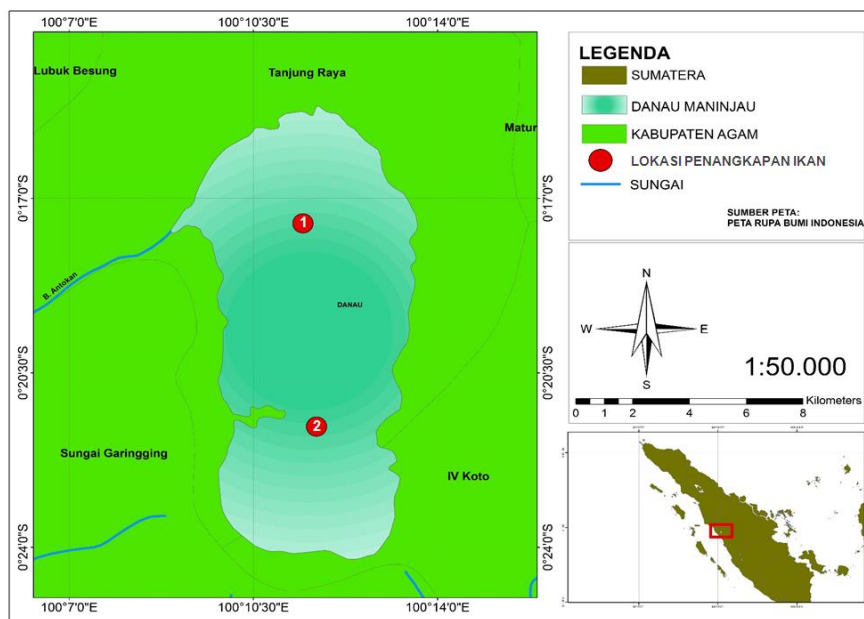 100°7'0"E 100°10'30"E 100°14'0"E
Lubuk Besung
Tanjung Raya
Matur
0°17'0"S
0°17'0"S
1
B. Antokan
DANAU
0°20'30"S
0°20'30"S
2
Sungai Garingging
IV Koto
0°24'0"S
0°24'0"S
100°7'0"E 100°10'30"E 100°14'0"E
LEGENDA
SUMATERA
DANAU MANINJAU
KABUPATEN AGAM
LOKASI PENANGKAPAN IKAN
SUNGAI
SUMBER PETA:
PETA RUPA BUMI INDONESIA
N
W E
S
1:50.000
Kilometers
0 1 2 4 6 8